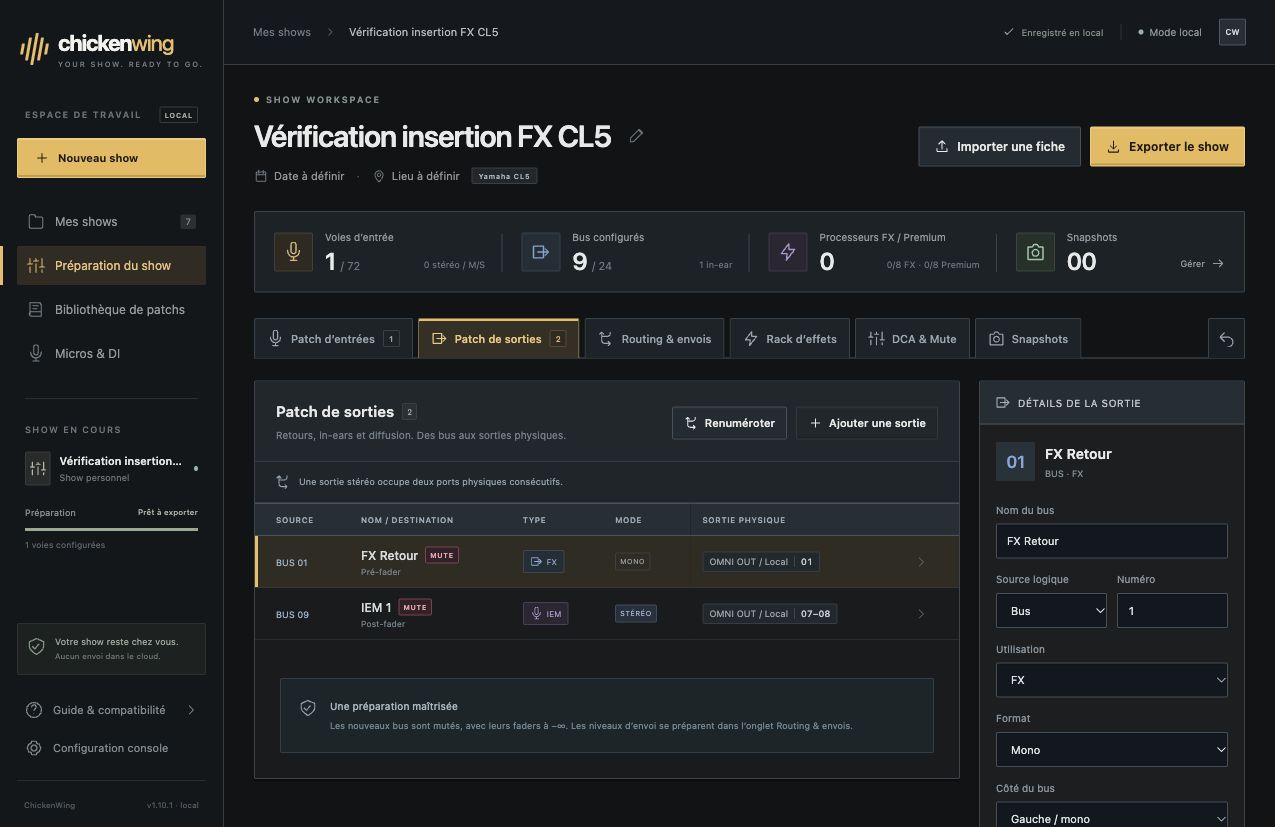 chickenwing
YOUR SHOW. READY TO GO.
ESPACE DE TRAVAIL LOCAL
+ Nouveau show
Mes shows 7
Préparation du show
Bibliothèque de patchs
Micros & DI
SHOW EN COURS
Vérification insertion...
Show personnel
Préparation Prêt à exporter
1 voies configurées
Votre show reste chez vous.
Aucun envoi dans le cloud.
Guide & compatibilité
Configuration console
ChickenWing v1.10.1 · local
Mes shows > Vérification insertion FX CL5
Enregistré en local
Mode local
CW
SHOW WORKSPACE
Vérification insertion FX CL5
Date à définir · Lieu à définir Yamaha CL5
Importer une fiche
Exporter le show
Voies d'entrée
1 / 72 0 stéréo / M/S
Bus configurés
9 / 24 1 in-ear
Processeurs FX / Premium
0 0/8 FX · 0/8 Premium
Snapshots
00 Gérer →
Patch d'entrées 1
Patch de sorties 2
Routing & envois
Rack d'effets
DCA & Mute
Snapshots
Patch de sorties 2
Retours, in-ears et diffusion. Des bus aux sorties physiques.
Renuméroter
+ Ajouter une sortie
Une sortie stéréo occupe deux ports physiques consécutifs.
SOURCE NOM / DESTINATION TYPE MODE SORTIE PHYSIQUE
BUS 01 FX Retour MUTE FX MONO OMNI OUT / Local 01
Pré-fader
BUS 09 IEM 1 MUTE IEM STÉRÉO OMNI OUT / Local 07–08
Post-fader
Une préparation maîtrisée
Les nouveaux bus sont mutés, avec leurs faders à −∞. Les niveaux d'envoi se préparent dans l'onglet Routing & envois.
DÉTAILS DE LA SORTIE
01 FX Retour
BUS · FX
Nom du bus
FX Retour
Source logique Numéro
Bus 1
Utilisation
FX
Format
Mono
Côté du bus
Gauche / mono